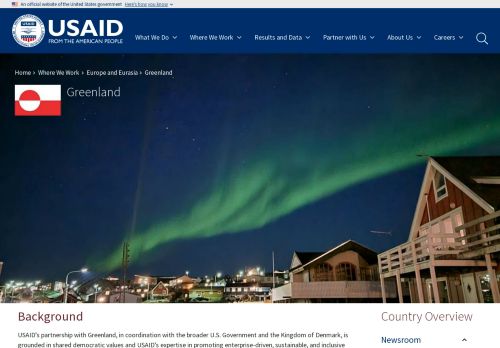 An official website of the United States government Here's how you know
USAID
FROM THE AMERICAN PEOPLE
What We Do Where We Work Results and Data Partner with Us About Us Careers
Home › Where We Work › Europe and Eurasia › Greenland
Greenland
Background
USAID's partnership with Greenland, in coordination with the broader U.S. Government and the Kingdom of Denmark, is
grounded in shared democratic values and USAID's expertise in promoting enterprise-driven, sustainable, and inclusive
Country Overview
Newsroom